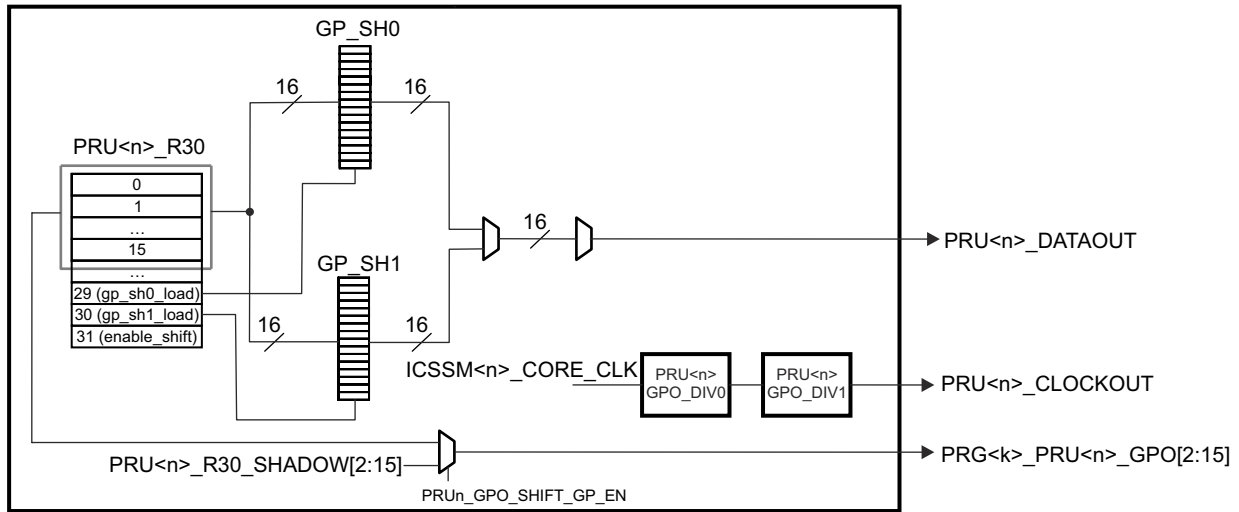 GP_SH0
16
16
PRU<n>_R30
0
1
...
15
...
29 (gp_sh0_load)
30 (gp_sh1_load)
31 (enable_shift)
16
PRU<n>_DATAOUT
GP_SH1
16
16
ICSSM<n>_CORE_CLK
PRU<n>
GPO_DIV0
PRU<n>
GPO_DIV1
PRU<n>_CLOCKOUT
PRU<n>_R30_SHADOW[2:15]
PRG<k>_PRU<n>_GPO[2:15]
PRUn_GPO_SHIFT_GP_EN